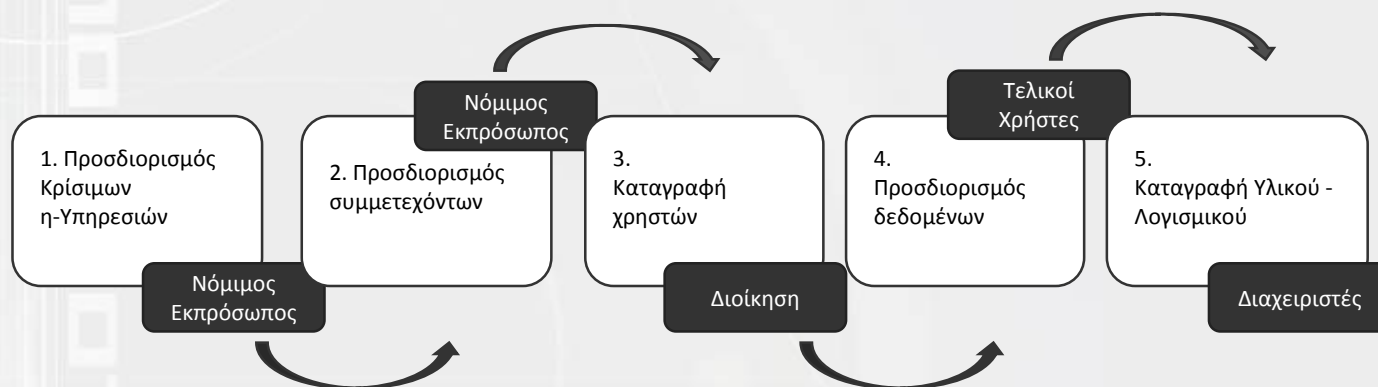 1. Προσδιορισμός
Κρίσιμων
η-Υπηρεσιών
Νόμιμος
Εκπρόσωπος
2. Προσδιορισμός
συμμετεχόντων
Νόμιμος
Εκπρόσωπος
3.
Καταγραφή
χρηστών
Διοίκηση
4.
Προσδιορισμός
δεδομένων
Τελικοί
Χρήστες
5.
Καταγραφή Υλικού -
Λογισμικού
Διαχειριστές